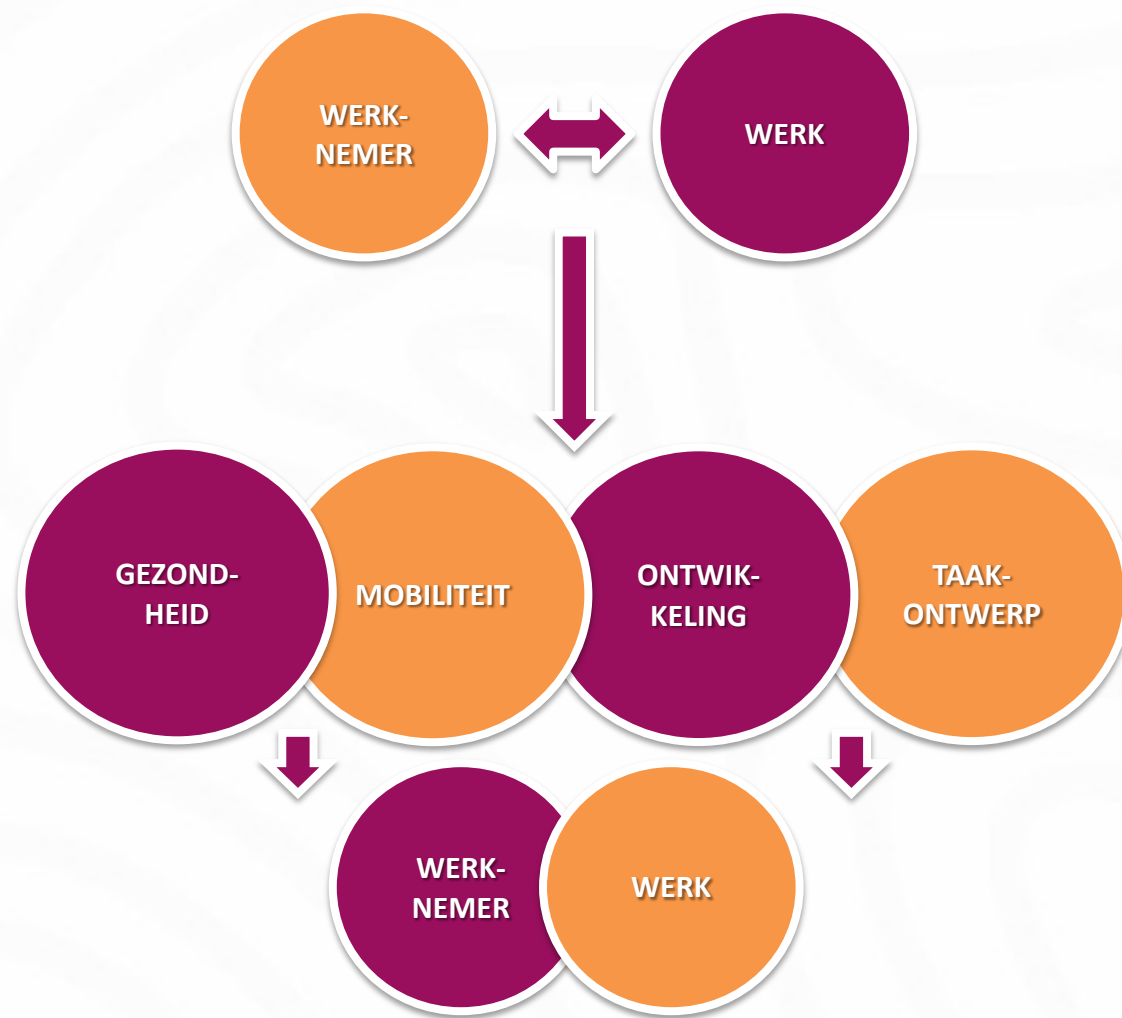 WERK-
NEMER
WERK
GEZOND-
HEID
MOBILITEIT
ONTWIK-
KELING
TAAK-
ONTWERP
WERK-
NEMER
WERK